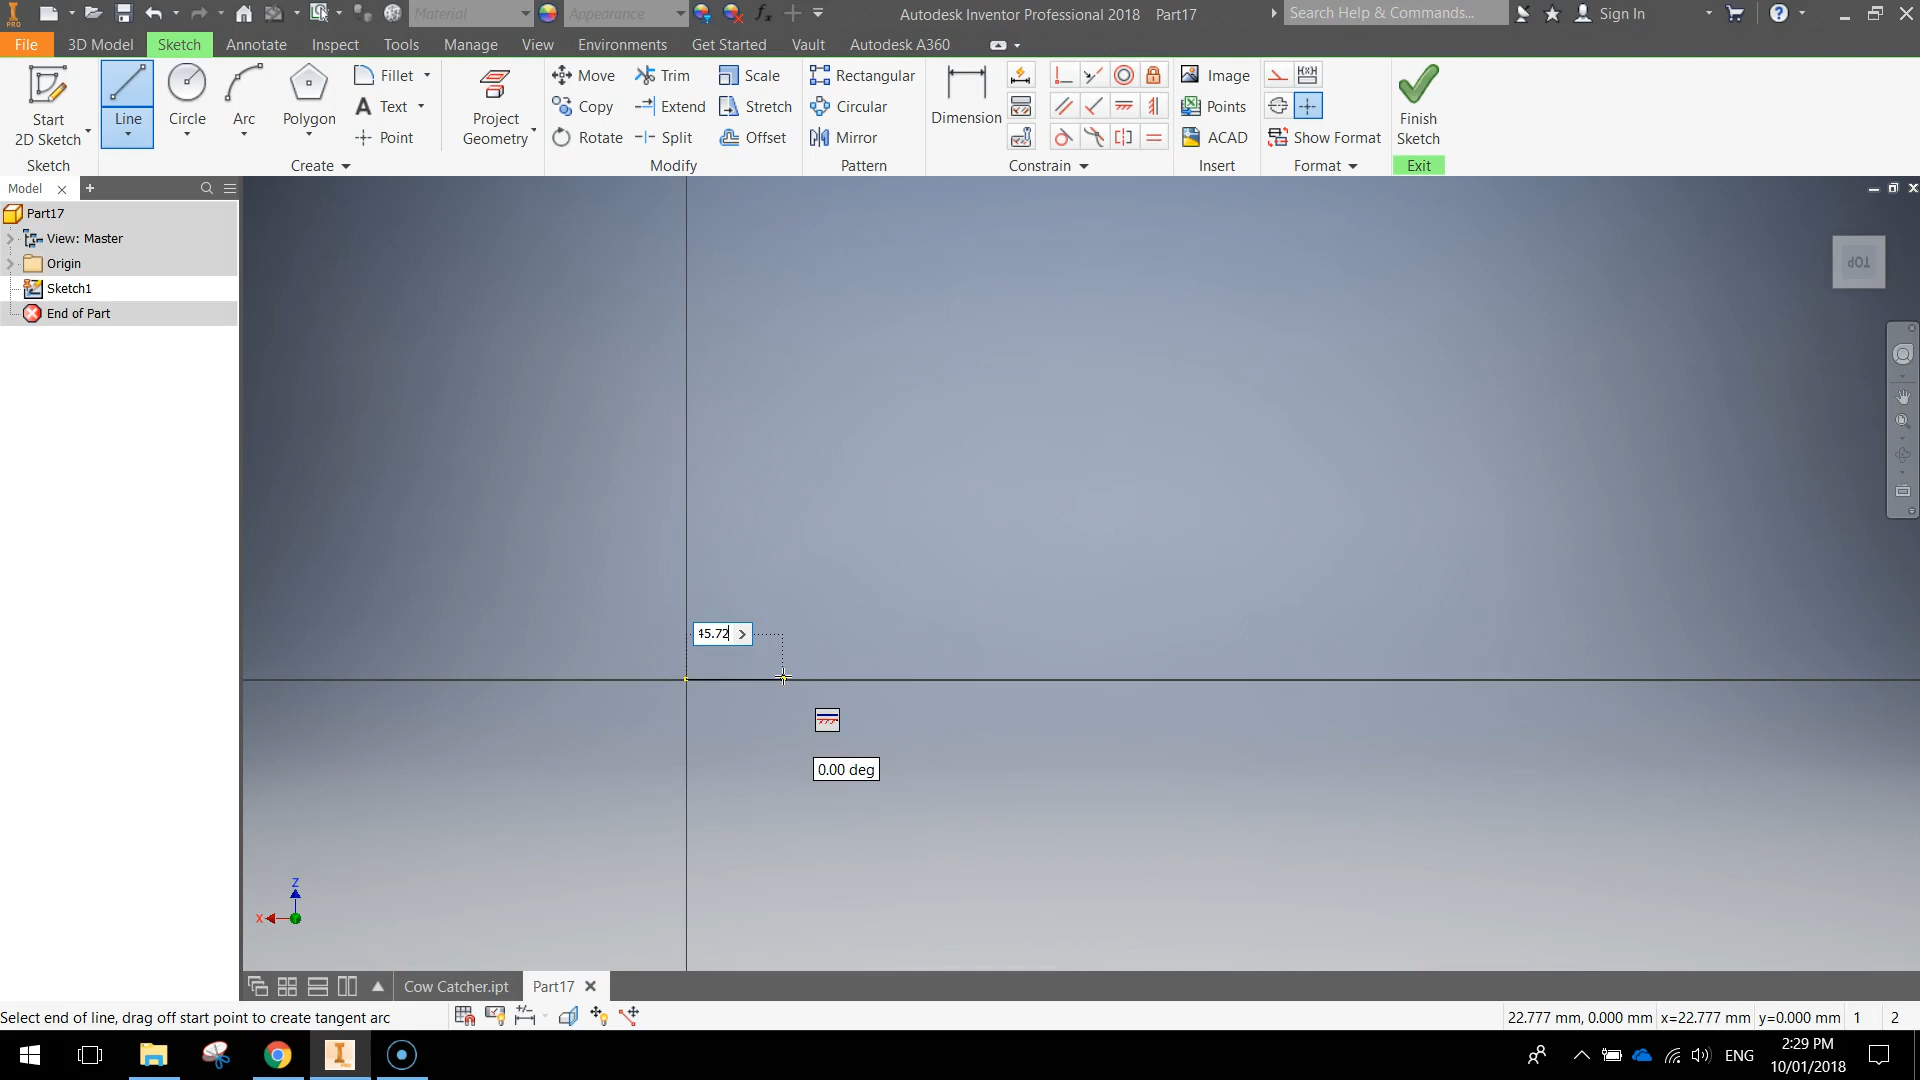 PRO
Material
Appearance
fx
Autodesk Inventor Professional 2018 Part17
Search Help & Commands...
Sign In
File 3D Model Sketch Annotate Inspect Tools Manage View Environments Get Started Vault Autodesk A360
Start
2D Sketch
Line
Circle
Arc
Polygon
Fillet
Text
Point
Project
Geometry
Move
Copy
Rotate
Trim
Extend
Split
Scale
Stretch
Offset
Rectangular
Circular
Mirror
Dimension
Image
Points
ACAD
Show Format
Finish
Sketch
Sketch Create Modify Pattern Constrain Insert Format Exit
Model
Part17
View: Master
Origin
Sketch1
End of Part
TOP
45.72
0.00 deg
Z
X
Cow Catcher.ipt Part17
Select end of line, drag off start point to create tangent arc
22.777 mm, 0.000 mm x=22.777 mm y=0.000 mm 1 2
ENG
2:29 PM
10/01/2018